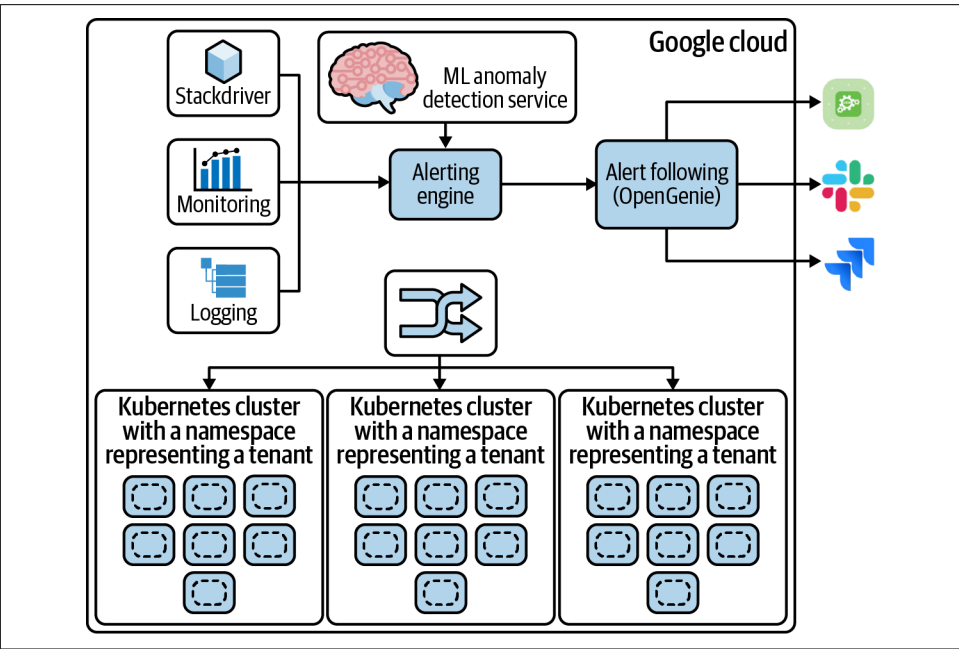 Google cloud
Stackdriver
ML anomaly
detection service
Monitoring
Alerting
engine
Alert following
(OpenGenie)
Logging
Kubernetes cluster
with a namespace
representing a tenant
Kubernetes cluster
with a namespace
representing a tenant
Kubernetes cluster
with a namespace
representing a tenant